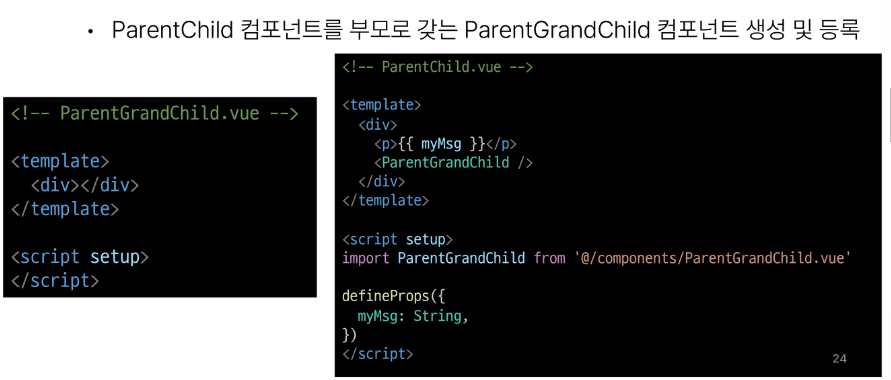 • ParentChild 컴포넌트를 부모로 갖는 ParentGrandChild 컴포넌트 생성 및 등록
<!-- ParentGrandChild.vue -->
<template>
  <div></div>
</template>
<script setup>
</script>
<!-- ParentChild.vue -->
<template>
  <div>
    <p>{{ myMsg }}</p>
    <ParentGrandChild />
  </div>
</template>
<script setup>
import ParentGrandChild from '@/components/ParentGrandChild.vue'
defineProps({
  myMsg: String,
})
</script>
24